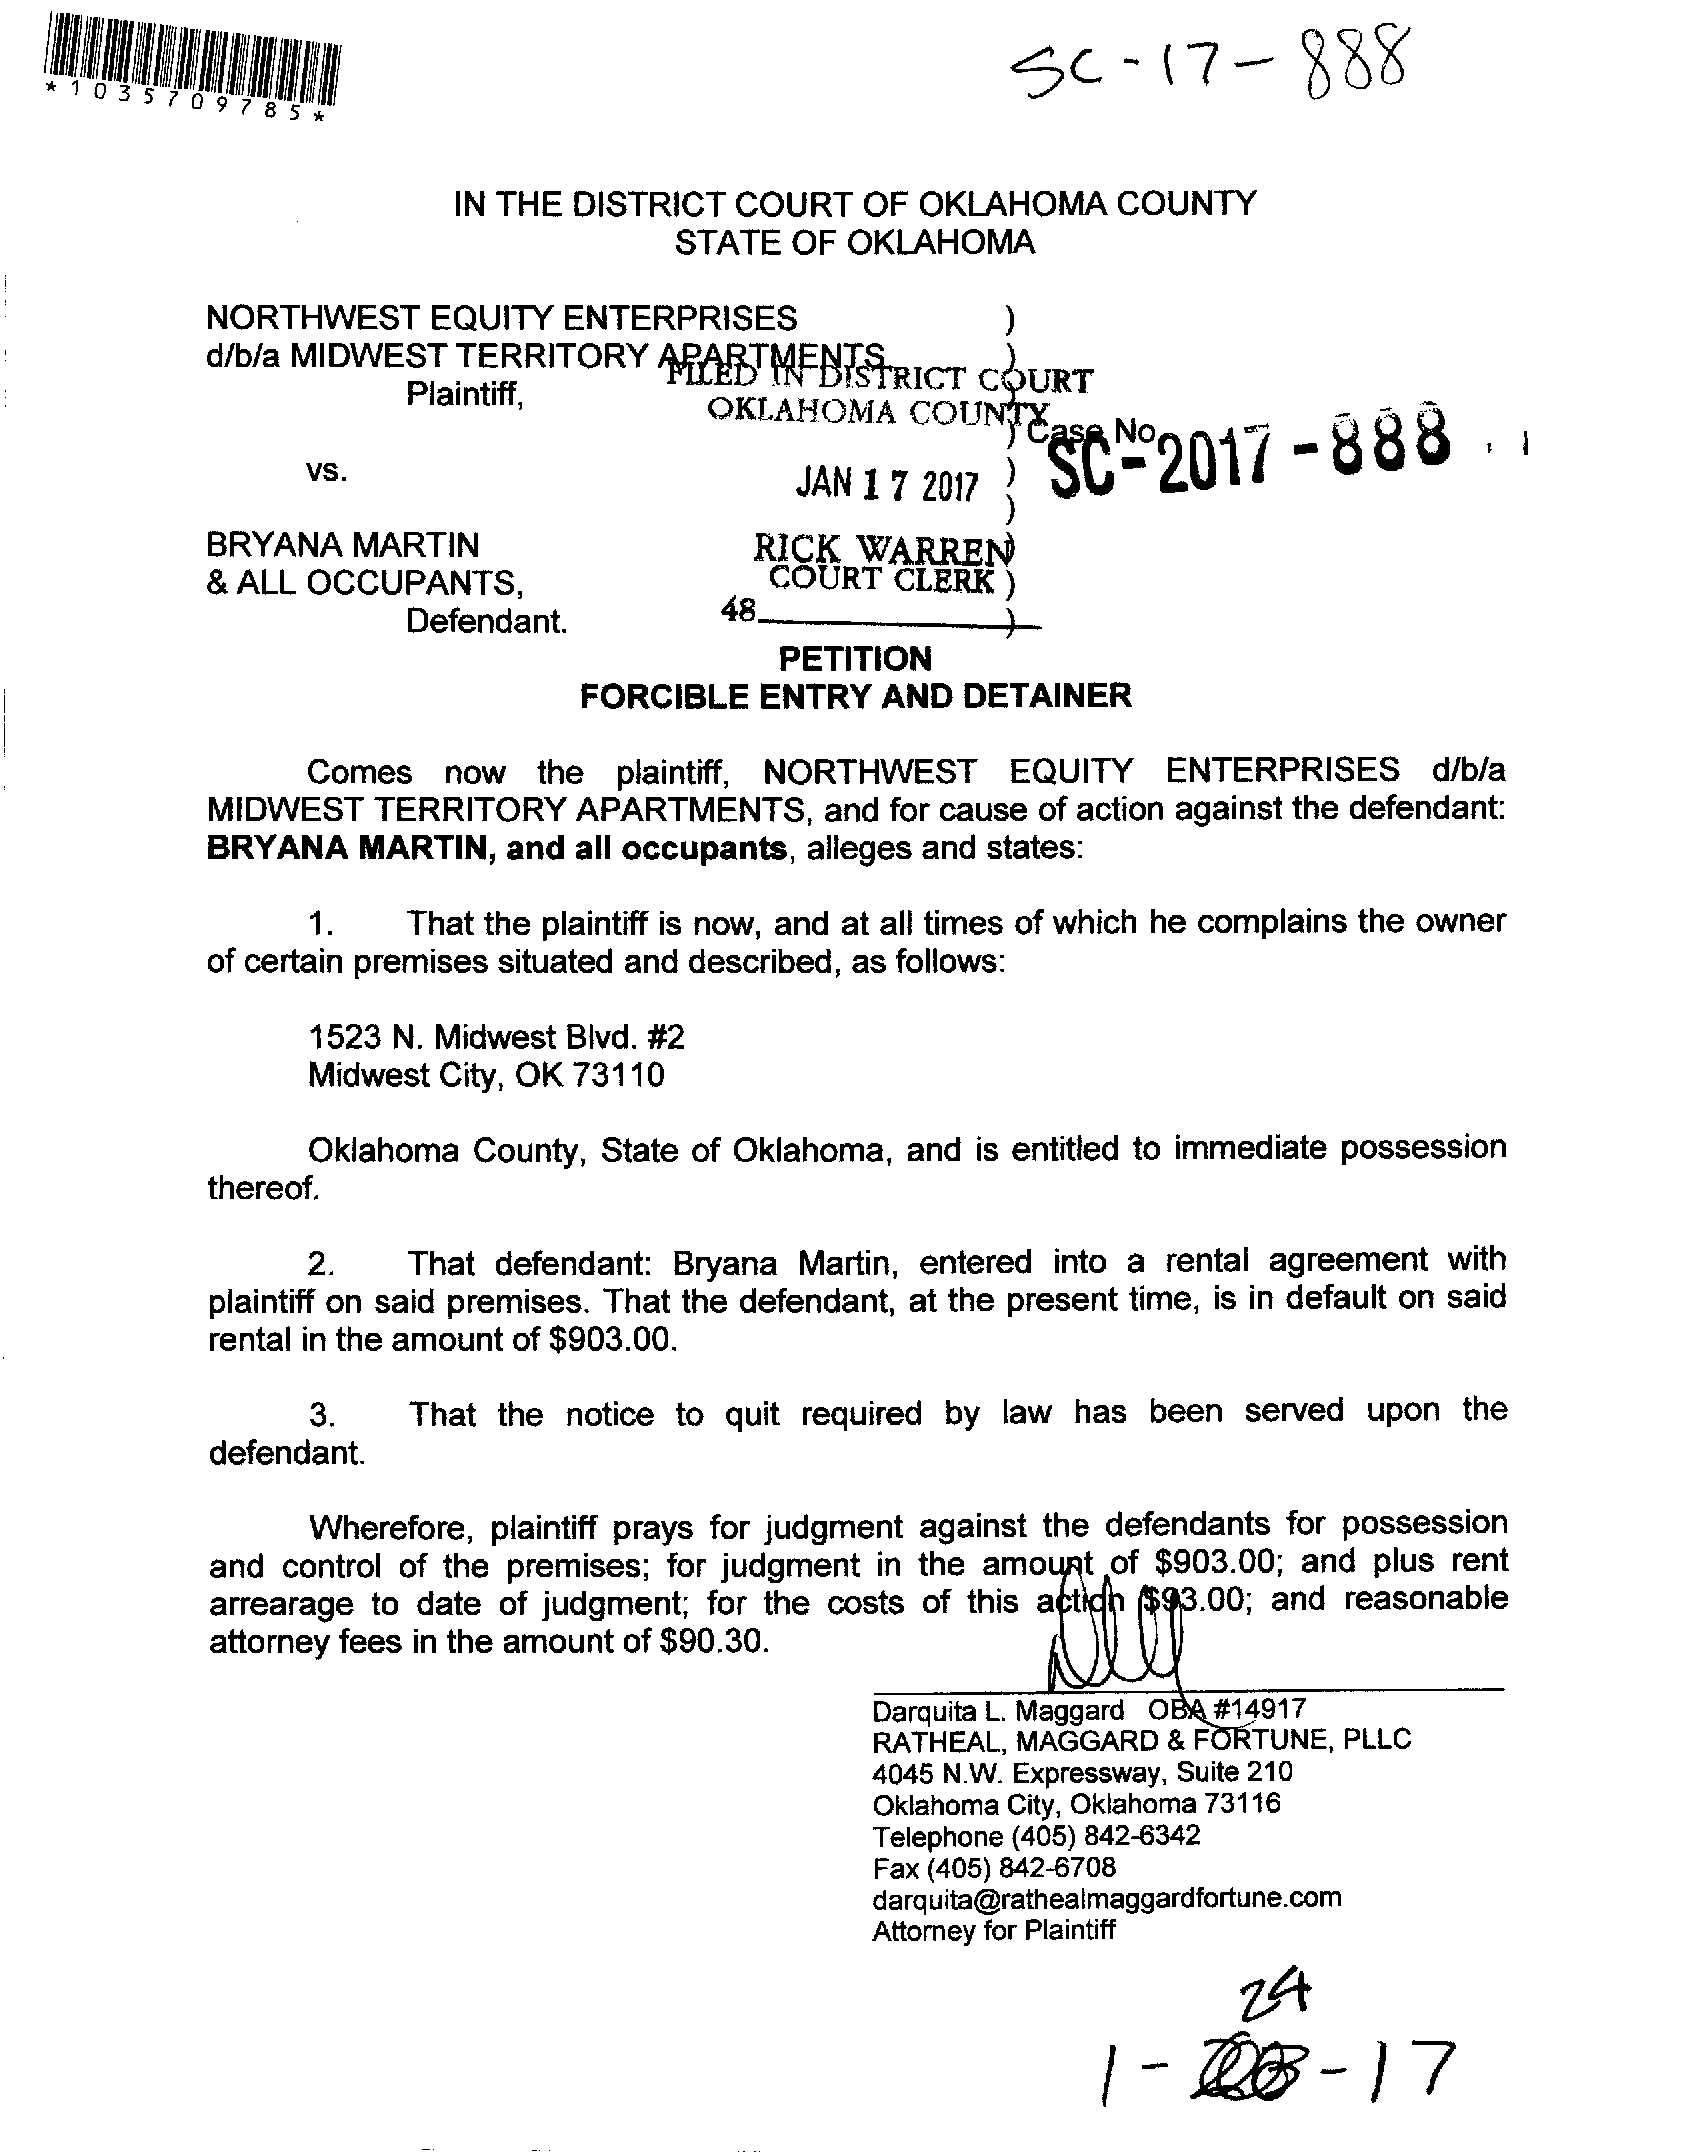 *1035709785*
SC-17-888
IN THE DISTRICT COURT OF OKLAHOMA COUNTY
STATE OF OKLAHOMA
NORTHWEST EQUITY ENTERPRISES )
d/b/a MIDWEST TERRITORY APARTMENTS )
FILED IN DISTRICT COURT
Plaintiff, )
OKLAHOMA COUNTY
) Case No.
SC-2017-888
vs. )
JAN 17 2017
)
BRYANA MARTIN )
RICK WARREN
& ALL OCCUPANTS, )
COURT CLERK
Defendant. )
48
PETITION
FORCIBLE ENTRY AND DETAINER
Comes now the plaintiff, NORTHWEST EQUITY ENTERPRISES d/b/a
MIDWEST TERRITORY APARTMENTS, and for cause of action against the defendant:
BRYANA MARTIN, and all occupants, alleges and states:
1. That the plaintiff is now, and at all times of which he complains the owner
of certain premises situated and described, as follows:
1523 N. Midwest Blvd. #2
Midwest City, OK 73110
Oklahoma County, State of Oklahoma, and is entitled to immediate possession
thereof.
2. That defendant: Bryana Martin, entered into a rental agreement with
plaintiff on said premises. That the defendant, at the present time, is in default on said
rental in the amount of $903.00.
3. That the notice to quit required by law has been served upon the
defendant.
Wherefore, plaintiff prays for judgment against the defendants for possession
and control of the premises; for judgment in the amount of $903.00; and plus rent
arrearage to date of judgment; for the costs of this action $93.00; and reasonable
attorney fees in the amount of $90.30.
Darquita L. Maggard OBA #14917
RATHEAL, MAGGARD & FORTUNE, PLLC
4045 N.W. Expressway, Suite 210
Oklahoma City, Oklahoma 73116
Telephone (405) 842-6342
Fax (405) 842-6708
darquita@rathealmaggardfortune.com
Attorney for Plaintiff
24
1- -17